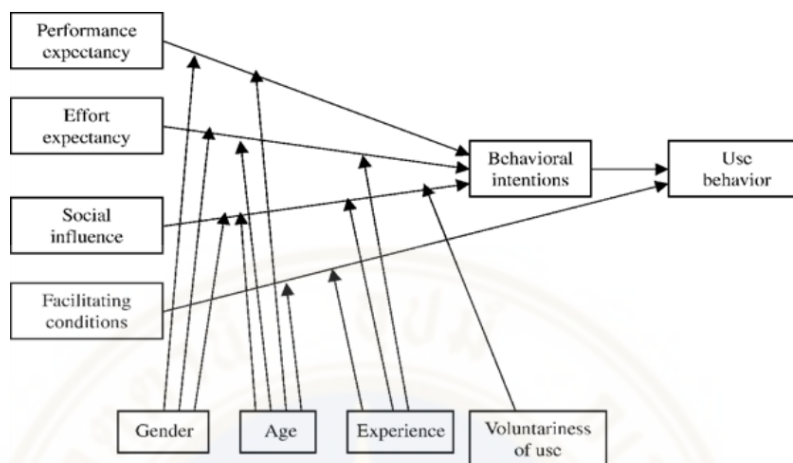 Performance
expectancy
Effort
expectancy
Social
influence
Facilitating
conditions
Behavioral
intentions
Use
behavior
Gender
Age
Experience
Voluntariness
of use